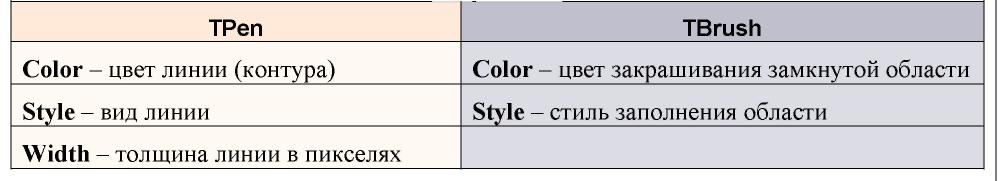 TPen TBrush
Color – цвет линии (контура) Color – цвет закрашивания замкнутой области
Style – вид линии Style – стиль заполнения области
Width – толщина линии в пикселях